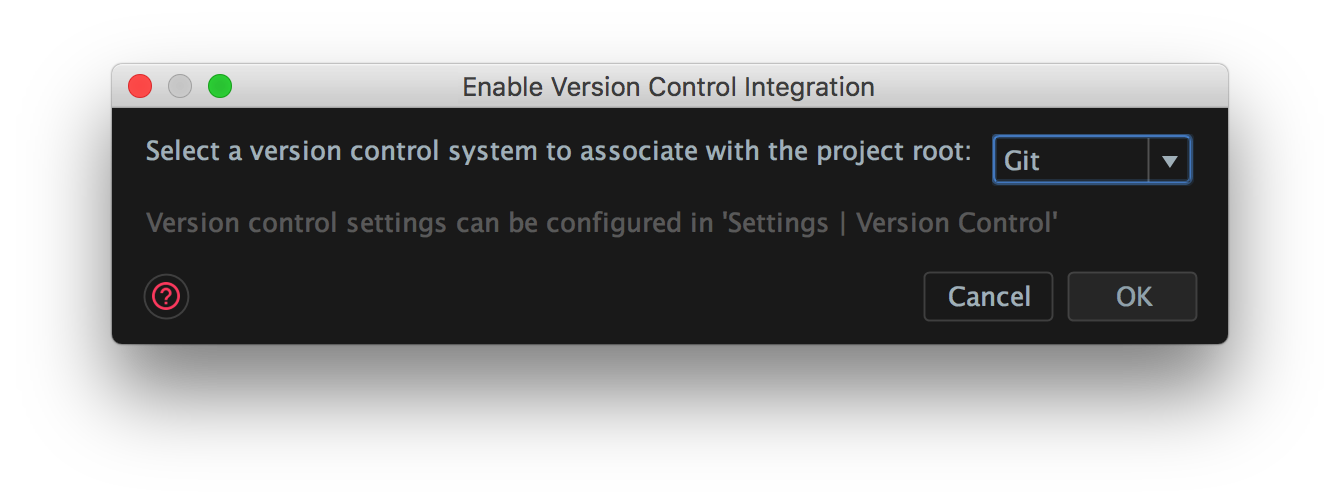 Enable Version Control Integration
Select a version control system to associate with the project root: Git
Version control settings can be configured in 'Settings | Version Control'
? Cancel OK